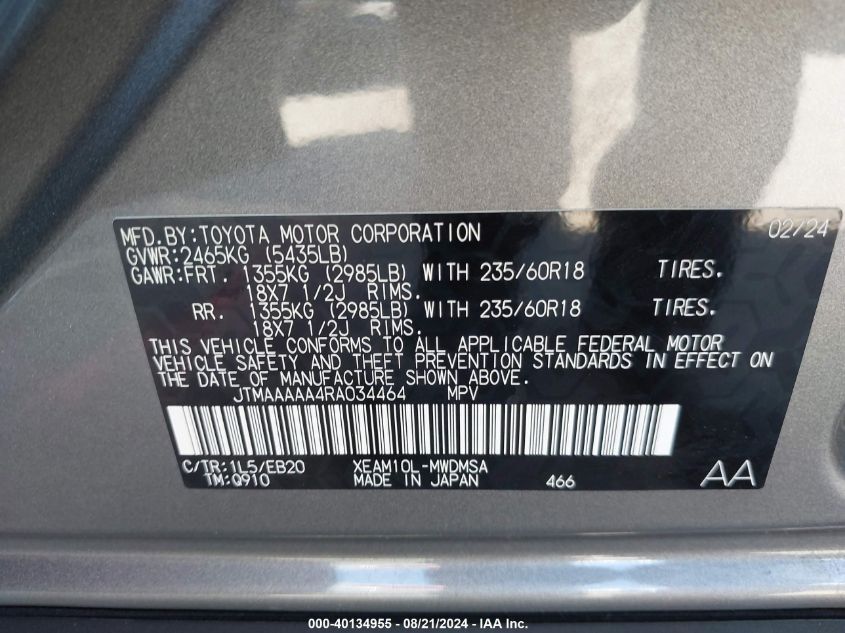 MFD.BY:TOYOTA MOTOR CORPORATION 02/24
GVWR:2465KG (5435LB)
GAWR:FRT. 1355KG (2985LB) WITH 235/60R18 TIRES.
18X7 1/2J RIMS.
RR. 1355KG (2985LB) WITH 235/60R18 TIRES.
18X7 1/2J RIMS.
THIS VEHICLE CONFORMS TO ALL APPLICABLE FEDERAL MOTOR
VEHICLE SAFETY AND THEFT PREVENTION STANDARDS IN EFFECT ON
THE DATE OF MANUFACTURE SHOWN ABOVE.
JTMAAAAA4RA034464 MPV
C/TR:1L5/EB20 XEAM10L-MWDMSA
TM:Q910 MADE IN JAPAN 466 AA
000-40134955 - 08/21/2024 - IAA Inc.